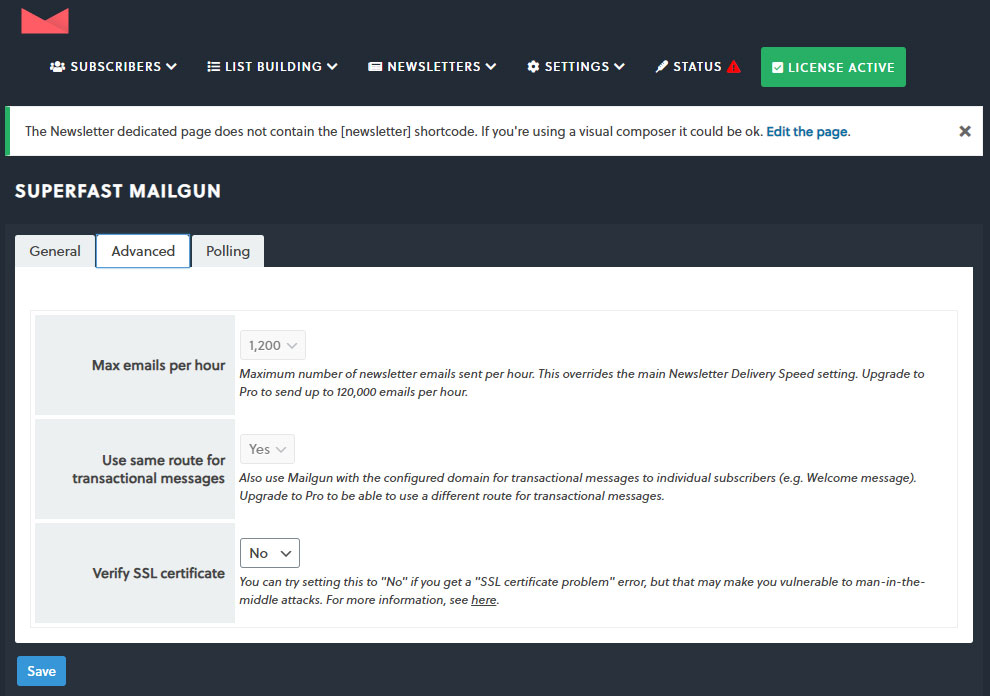 SUBSCRIBERS LIST BUILDING NEWSLETTERS SETTINGS STATUS LICENSE ACTIVE
The Newsletter dedicated page does not contain the [newsletter] shortcode. If you're using a visual composer it could be ok. Edit the page.
SUPERFAST MAILGUN
General Advanced Polling
Max emails per hour
1,200
Maximum number of newsletter emails sent per hour. This overrides the main Newsletter Delivery Speed setting. Upgrade to
Pro to send up to 120,000 emails per hour.
Use same route for
transactional messages
Yes
Also use Mailgun with the configured domain for transactional messages to individual subscribers (e.g. Welcome message).
Upgrade to Pro to be able to use a different route for transactional messages.
Verify SSL certificate
No
You can try setting this to "No" if you get a "SSL certificate problem" error, but that may make you vulnerable to man-in-the-
middle attacks. For more information, see here.
Save